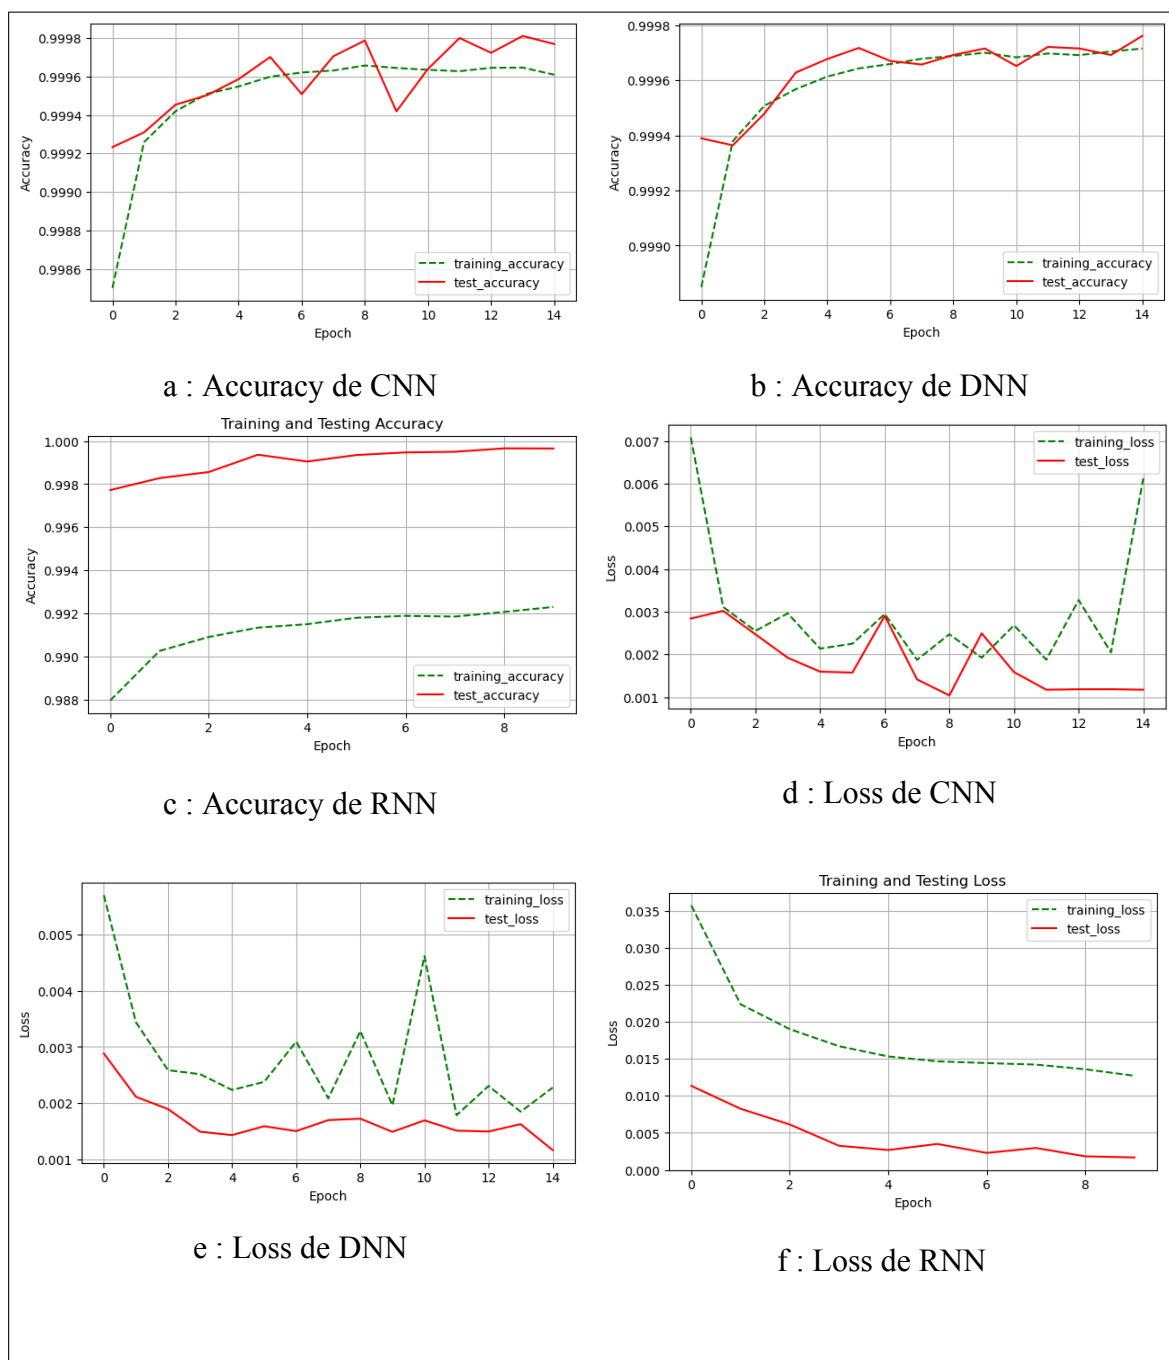 0.9998
0.9996
0.9994
0.9992
0.9990
0.9988
0.9986
Accuracy
training_accuracy
test_accuracy
0 2 4 6 8 10 12 14
Epoch
a : Accuracy de CNN
0.9998
0.9996
0.9994
0.9992
0.9990
Accuracy
training_accuracy
test_accuracy
0 2 4 6 8 10 12 14
Epoch
b : Accuracy de DNN
Training and Testing Accuracy
1.000
0.998
0.996
0.994
0.992
0.990
0.988
Accuracy
training_accuracy
test_accuracy
0 2 4 6 8
Epoch
c : Accuracy de RNN
0.007
0.006
0.005
0.004
0.003
0.002
0.001
Loss
training_loss
test_loss
0 2 4 6 8 10 12 14
Epoch
d : Loss de CNN
0.005
0.004
0.003
0.002
0.001
Loss
training_loss
test_loss
0 2 4 6 8 10 12 14
Epoch
e : Loss de DNN
Training and Testing Loss
0.035
0.030
0.025
0.020
0.015
0.010
0.005
0.000
Loss
training_loss
test_loss
0 2 4 6 8
Epoch
f : Loss de RNN